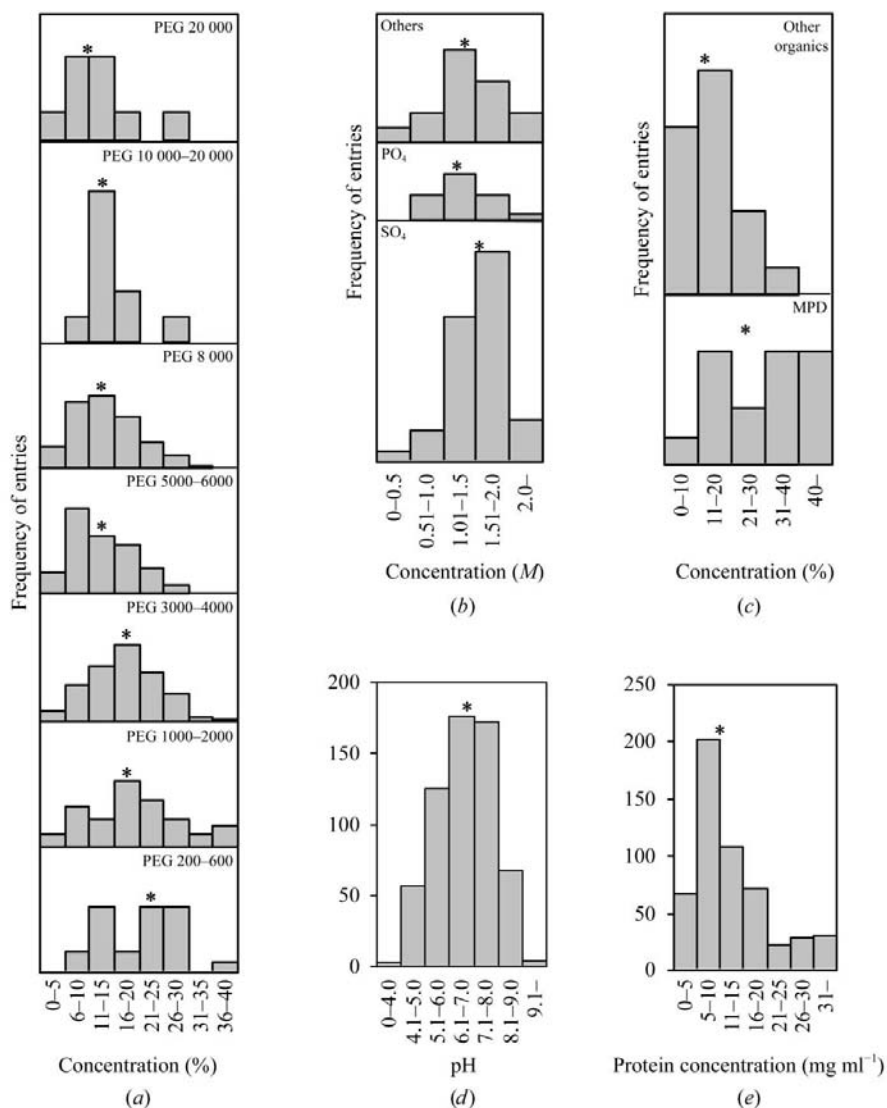 Frequency of entries
PEG 20 000
*
PEG 10 000–20 000
*
PEG 8 000
*
PEG 5000–6000
*
PEG 3000–4000
*
PEG 1000–2000
*
PEG 200–600
*
0–5
6–10
11–15
16–20
21–25
26–30
31–35
36–40
Concentration (%)
(a)
Frequency of entries
Others
*
PO₄
*
SO₄
*
0–0.5
0.51–1.0
1.01–1.5
1.51–2.0
2.0–
Concentration (M)
(b)
Frequency of entries
Other
organics
*
MPD
*
0–10
11–20
21–30
31–40
40–
Concentration (%)
(c)
200
150
100
50
0
*
0–4.0
4.1–5.0
5.1–6.0
6.1–7.0
7.1–8.0
8.1–9.0
9.1–
pH
(d)
250
200
150
100
50
0
*
0–5
5–10
11–15
16–20
21–25
26–30
31–
Protein concentration (mg ml⁻¹)
(e)